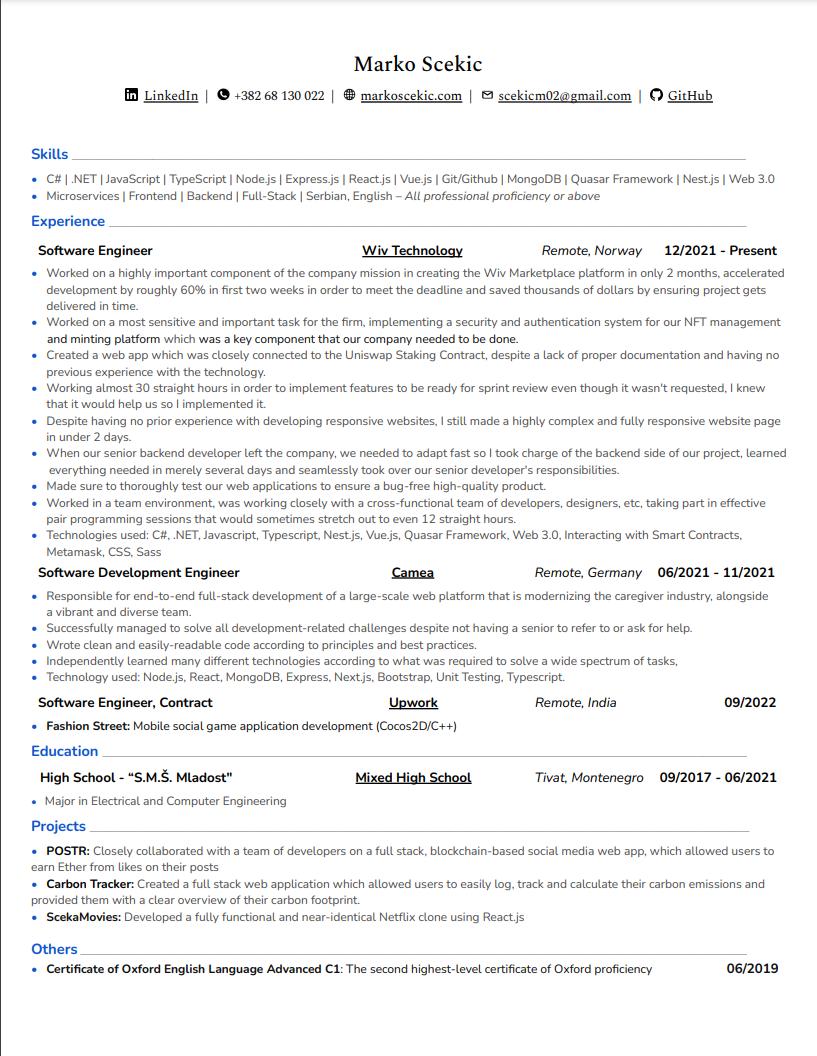 Marko Scekic
LinkedIn | +382 68 130 022 | markoscekic.com | scekicm02@gmail.com | GitHub
Skills
• C# | .NET | JavaScript | TypeScript | Node.js | Express.js | React.js | Vue.js | Git/Github | MongoDB | Quasar Framework | Nest.js | Web 3.0
• Microservices | Frontend | Backend | Full-Stack | Serbian, English – All professional proficiency or above
Experience
Software Engineer Wiv Technology Remote, Norway 12/2021 - Present
• Worked on a highly important component of the company mission in creating the Wiv Marketplace platform in only 2 months, accelerated
development by roughly 60% in first two weeks in order to meet the deadline and saved thousands of dollars by ensuring project gets
delivered in time.
• Worked on a most sensitive and important task for the firm, implementing a security and authentication system for our NFT management
and minting platform which was a key component that our company needed to be done.
• Created a web app which was closely connected to the Uniswap Staking Contract, despite a lack of proper documentation and having no
previous experience with the technology.
• Working almost 30 straight hours in order to implement features to be ready for sprint review even though it wasn't requested, I knew
that it would help us so I implemented it.
• Despite having no prior experience with developing responsive websites, I still made a highly complex and fully responsive website page
in under 2 days.
• When our senior backend developer left the company, we needed to adapt fast so I took charge of the backend side of our project, learned
everything needed in merely several days and seamlessly took over our senior developer's responsibilities.
• Made sure to thoroughly test our web applications to ensure a bug-free high-quality product.
• Worked in a team environment, was working closely with a cross-functional team of developers, designers, etc, taking part in effective
pair programming sessions that would sometimes stretch out to even 12 straight hours.
• Technologies used: C#, .NET, Javascript, Typescript, Nest.js, Vue.js, Quasar Framework, Web 3.0, Interacting with Smart Contracts,
Metamask, CSS, Sass
Software Development Engineer Camea Remote, Germany 06/2021 - 11/2021
• Responsible for end-to-end full-stack development of a large-scale web platform that is modernizing the caregiver industry, alongside
a vibrant and diverse team.
• Successfully managed to solve all development-related challenges despite not having a senior to refer to or ask for help.
• Wrote clean and easily-readable code according to principles and best practices.
• Independently learned many different technologies according to what was required to solve a wide spectrum of tasks,
• Technology used: Node.js, React, MongoDB, Express, Next.js, Bootstrap, Unit Testing, Typescript.
Software Engineer, Contract Upwork Remote, India 09/2022
• Fashion Street: Mobile social game application development (Cocos2D/C++)
Education
High School - “S.M.Š. Mladost” Mixed High School Tivat, Montenegro 09/2017 - 06/2021
• Major in Electrical and Computer Engineering
Projects
• POSTR: Closely collaborated with a team of developers on a full stack, blockchain-based social media web app, which allowed users to
earn Ether from likes on their posts
• Carbon Tracker: Created a full stack web application which allowed users to easily log, track and calculate their carbon emissions and
provided them with a clear overview of their carbon footprint.
• ScekaMovies: Developed a fully functional and near-identical Netflix clone using React.js
Others
• Certificate of Oxford English Language Advanced C1: The second highest-level certificate of Oxford proficiency 06/2019